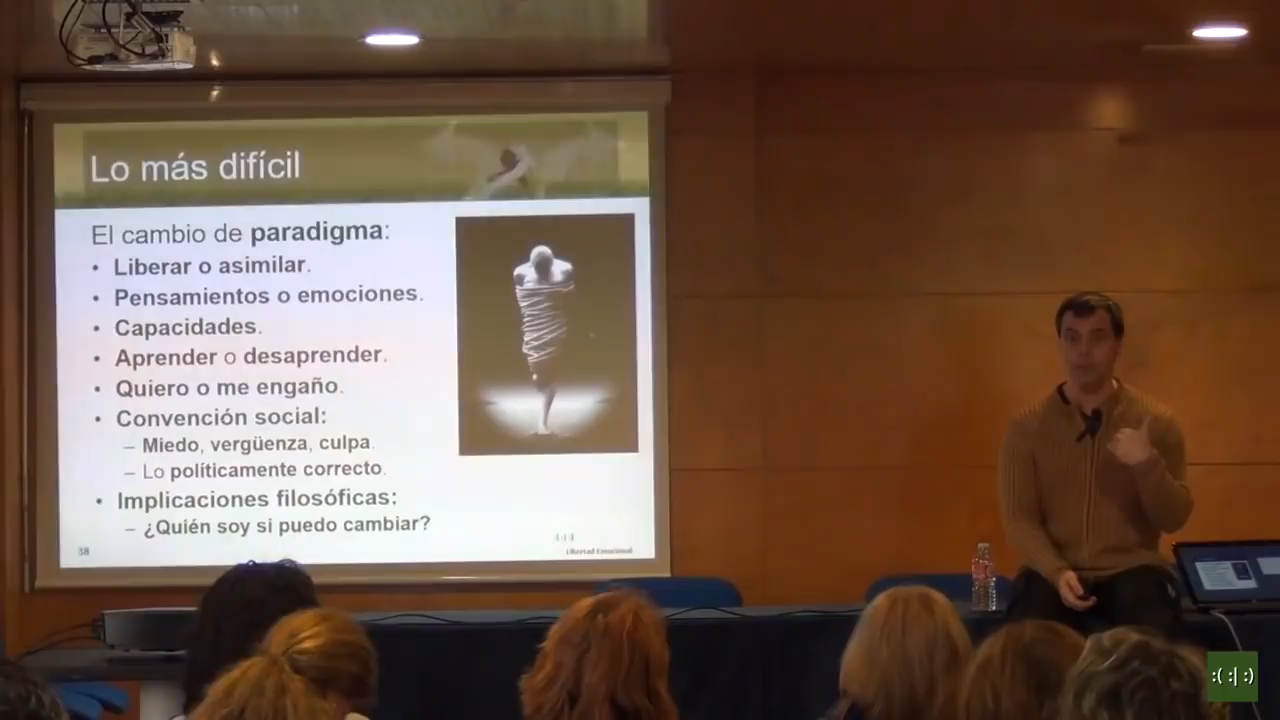 Lo más difícil
El cambio de paradigma:
• Liberar o asimilar.
• Pensamientos o emociones.
• Capacidades.
• Aprender o desaprender.
• Quiero o me engaño.
• Convención social:
– Miedo, vergüenza, culpa.
– Lo políticamente correcto.
• Implicaciones filosóficas:
– ¿Quién soy si puedo cambiar?
38
Libertad Emocional
:( :| :)